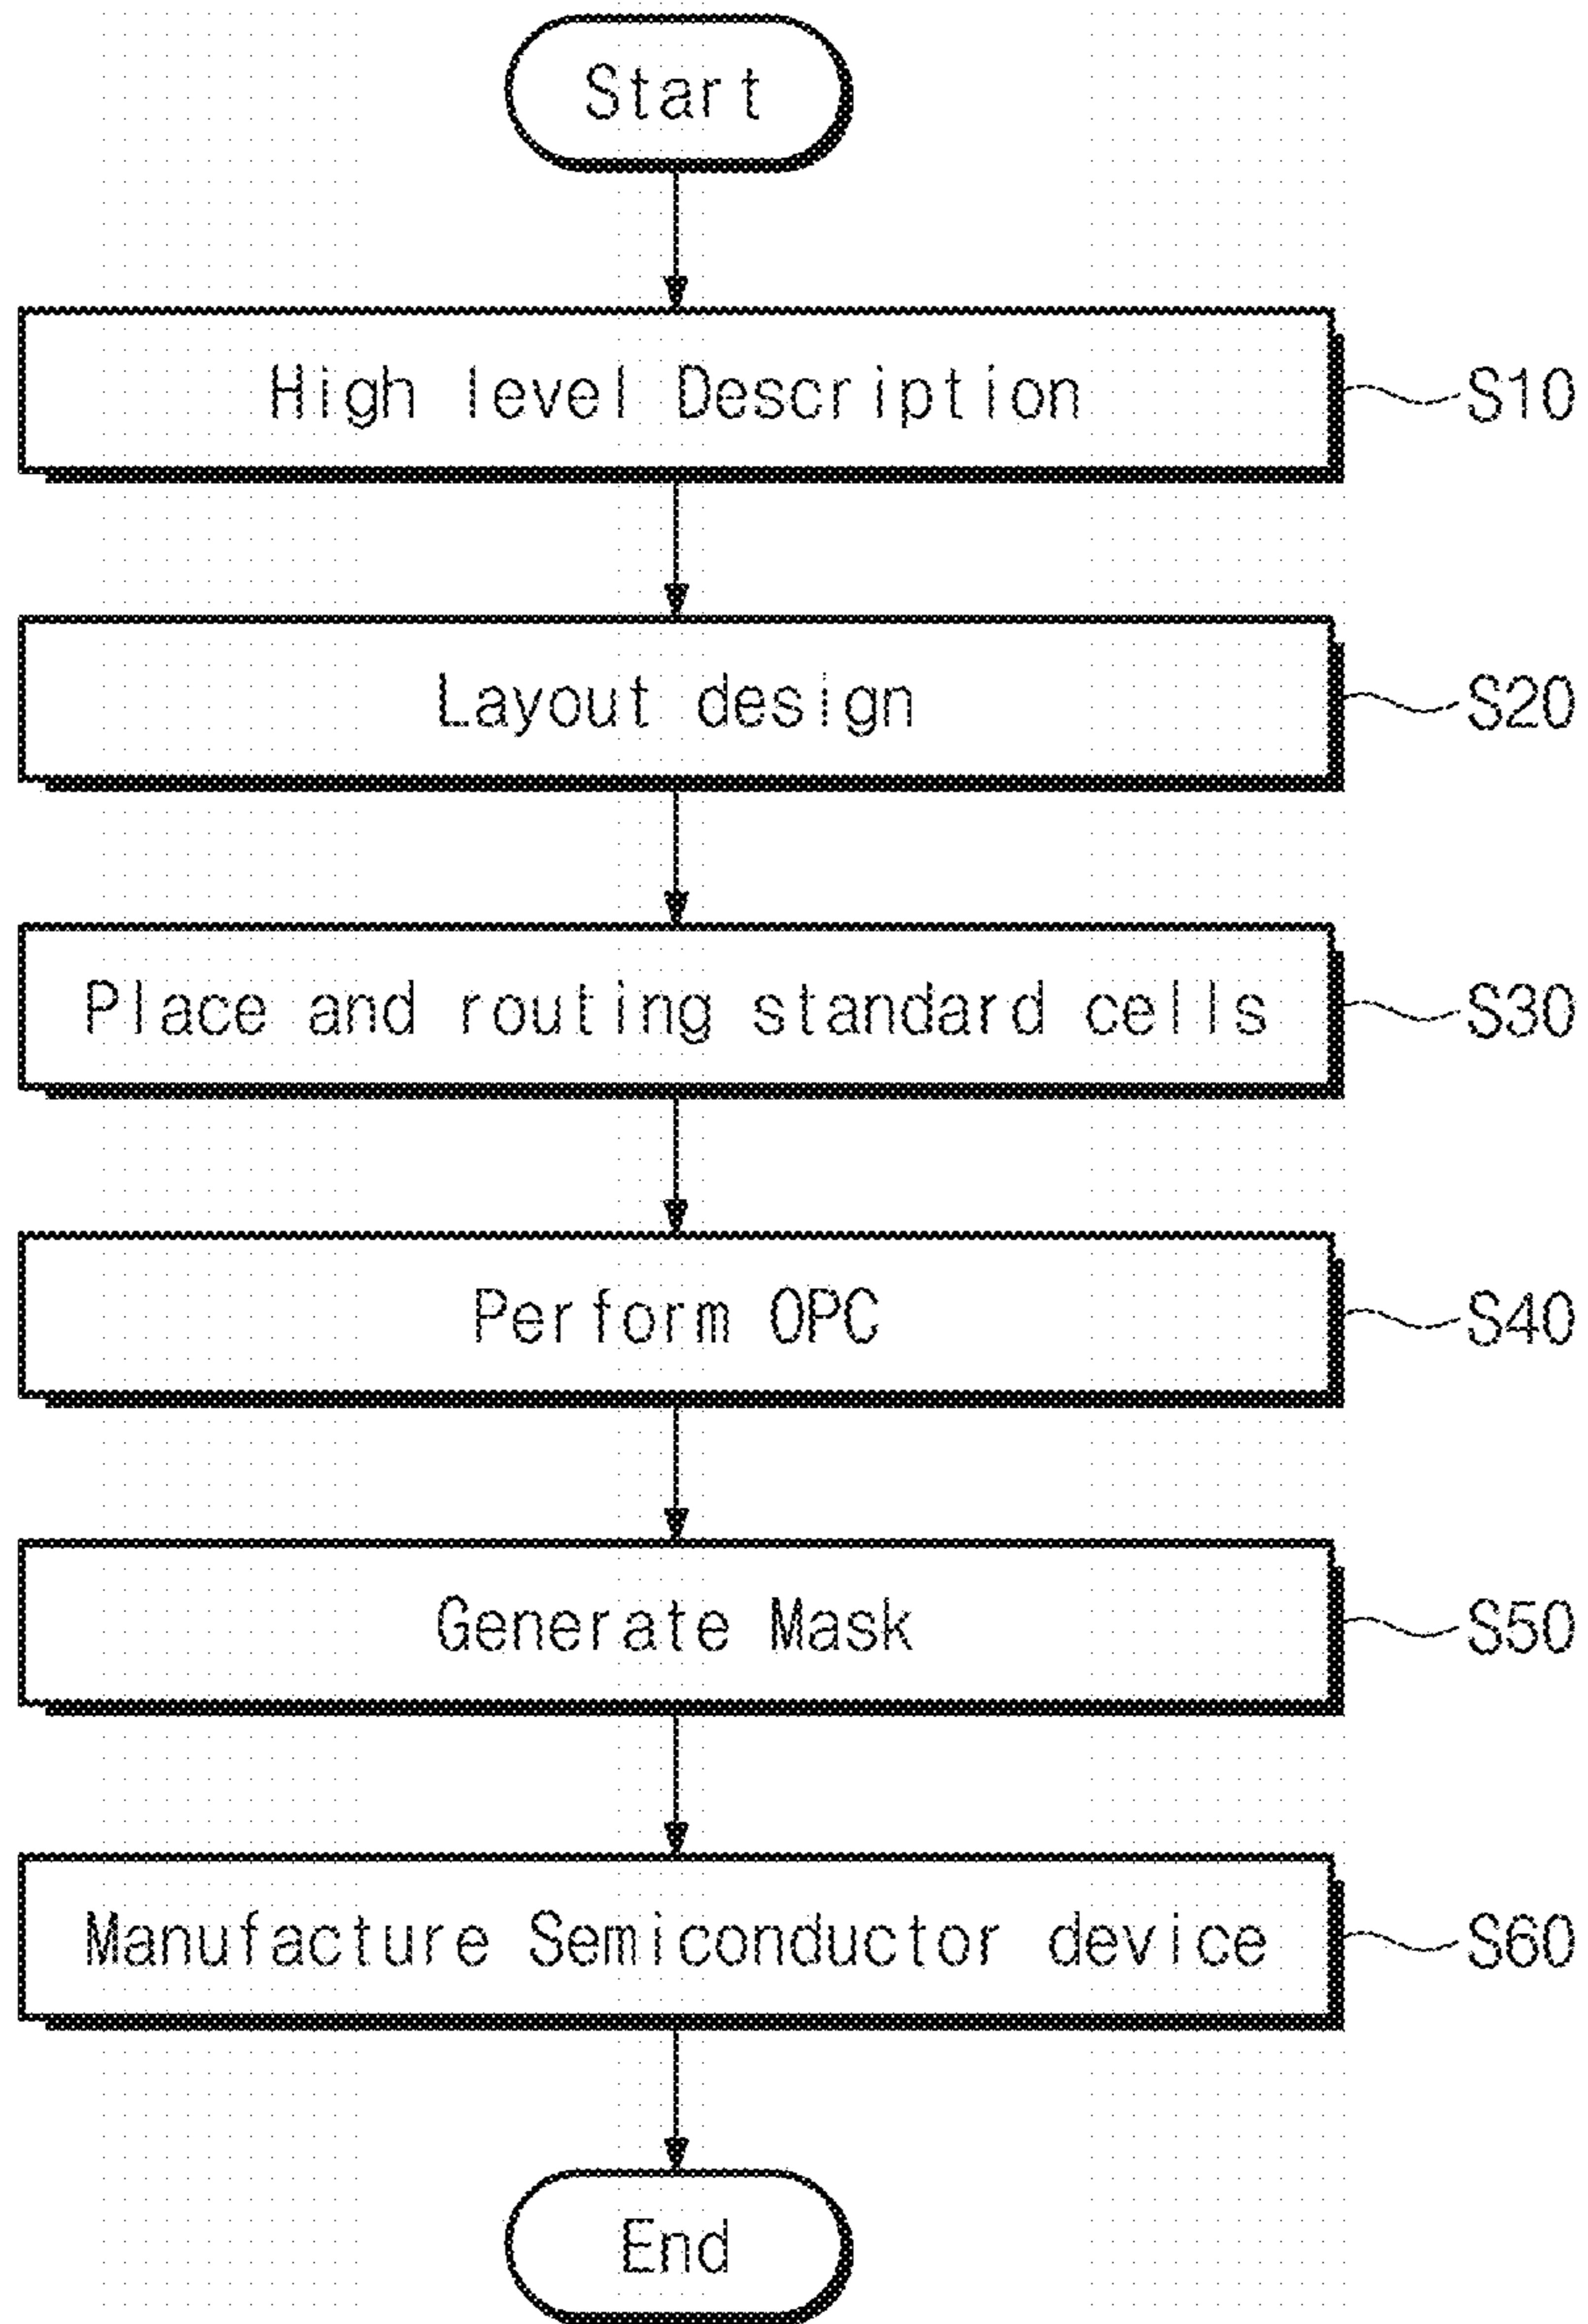 Start
High level Description
S10
Layout design
S20
Place and routing standard cells
S30
Perform OPC
S40
Generate Mask
S50
Manufacture Semiconductor device
S60
End